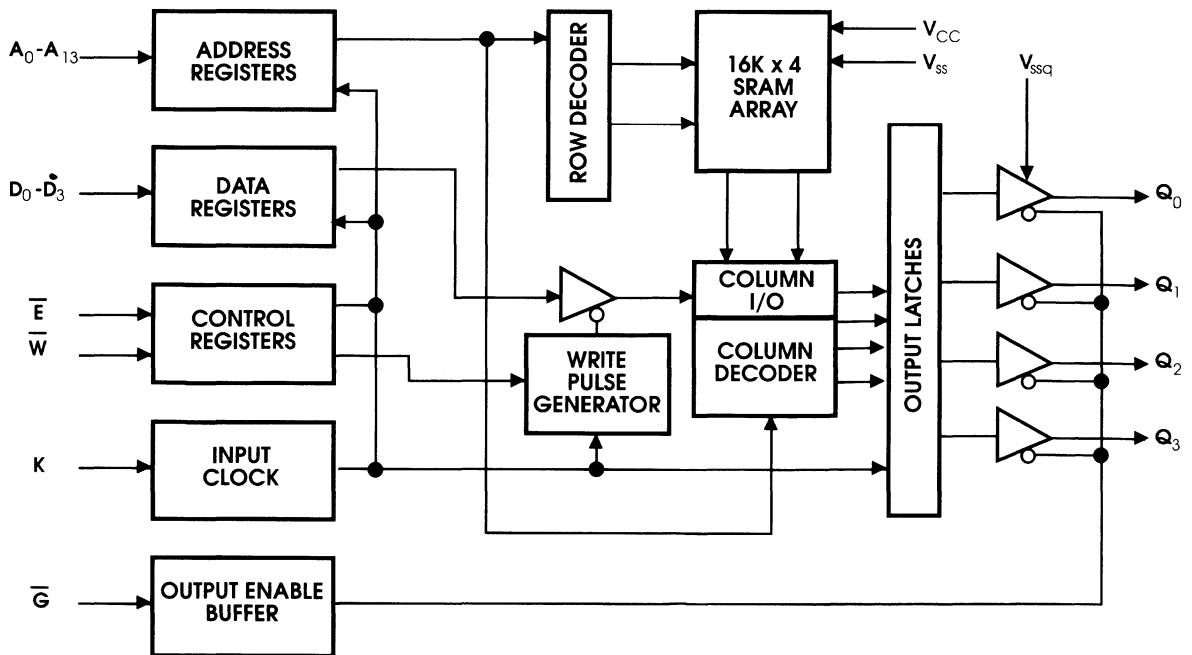 A0-A13
ADDRESS
REGISTERS
ROW DECODER
16K x 4
SRAM
ARRAY
VCC
Vss
Vssq
D0-D3
DATA
REGISTERS
E̅
W̅
CONTROL
REGISTERS
WRITE
PULSE
GENERATOR
COLUMN
I/O
COLUMN
DECODER
OUTPUT LATCHES
Q0
Q1
Q2
Q3
K
INPUT
CLOCK
G̅
OUTPUT ENABLE
BUFFER